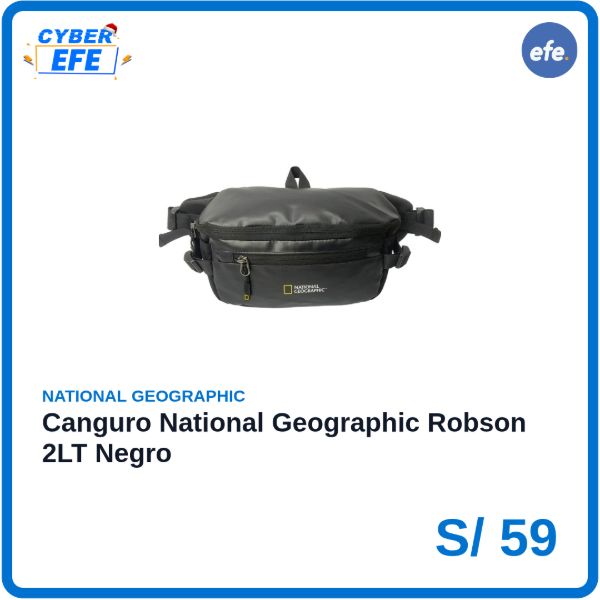 CYBER
EFE
efe.
NATIONAL
GEOGRAPHIC
NATIONAL GEOGRAPHIC
Canguro National Geographic Robson
2LT Negro
S/ 59